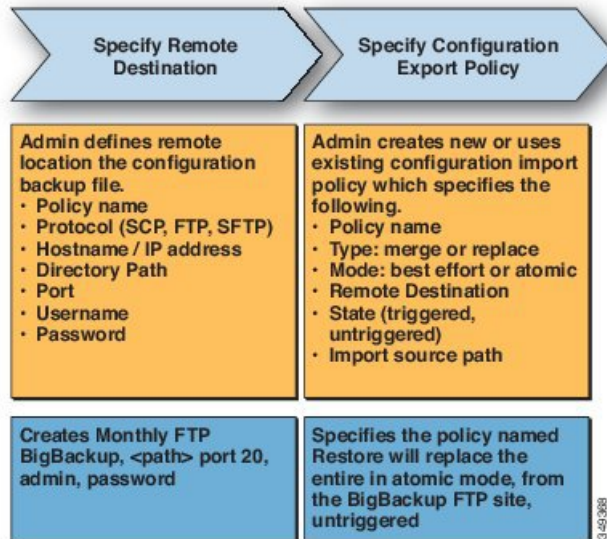 Specify Remote
Destination
Specify Configuration
Export Policy
Admin defines remote
location the configuration
backup file.
· Policy name
· Protocol (SCP, FTP, SFTP)
· Hostname / IP address
· Directory Path
· Port
· Username
· Password
Admin creates new or uses
existing configuration import
policy which specifies the
following.
· Policy name
· Type: merge or replace
· Mode: best effort or atomic
· Remote Destination
· State (triggered,
untriggered)
· Import source path
Creates Monthly FTP
BigBackup, <path> port 20,
admin, password
Specifies the policy named
Restore will replace the
entire in atomic mode, from
the BigBackup FTP site,
untriggered
349368